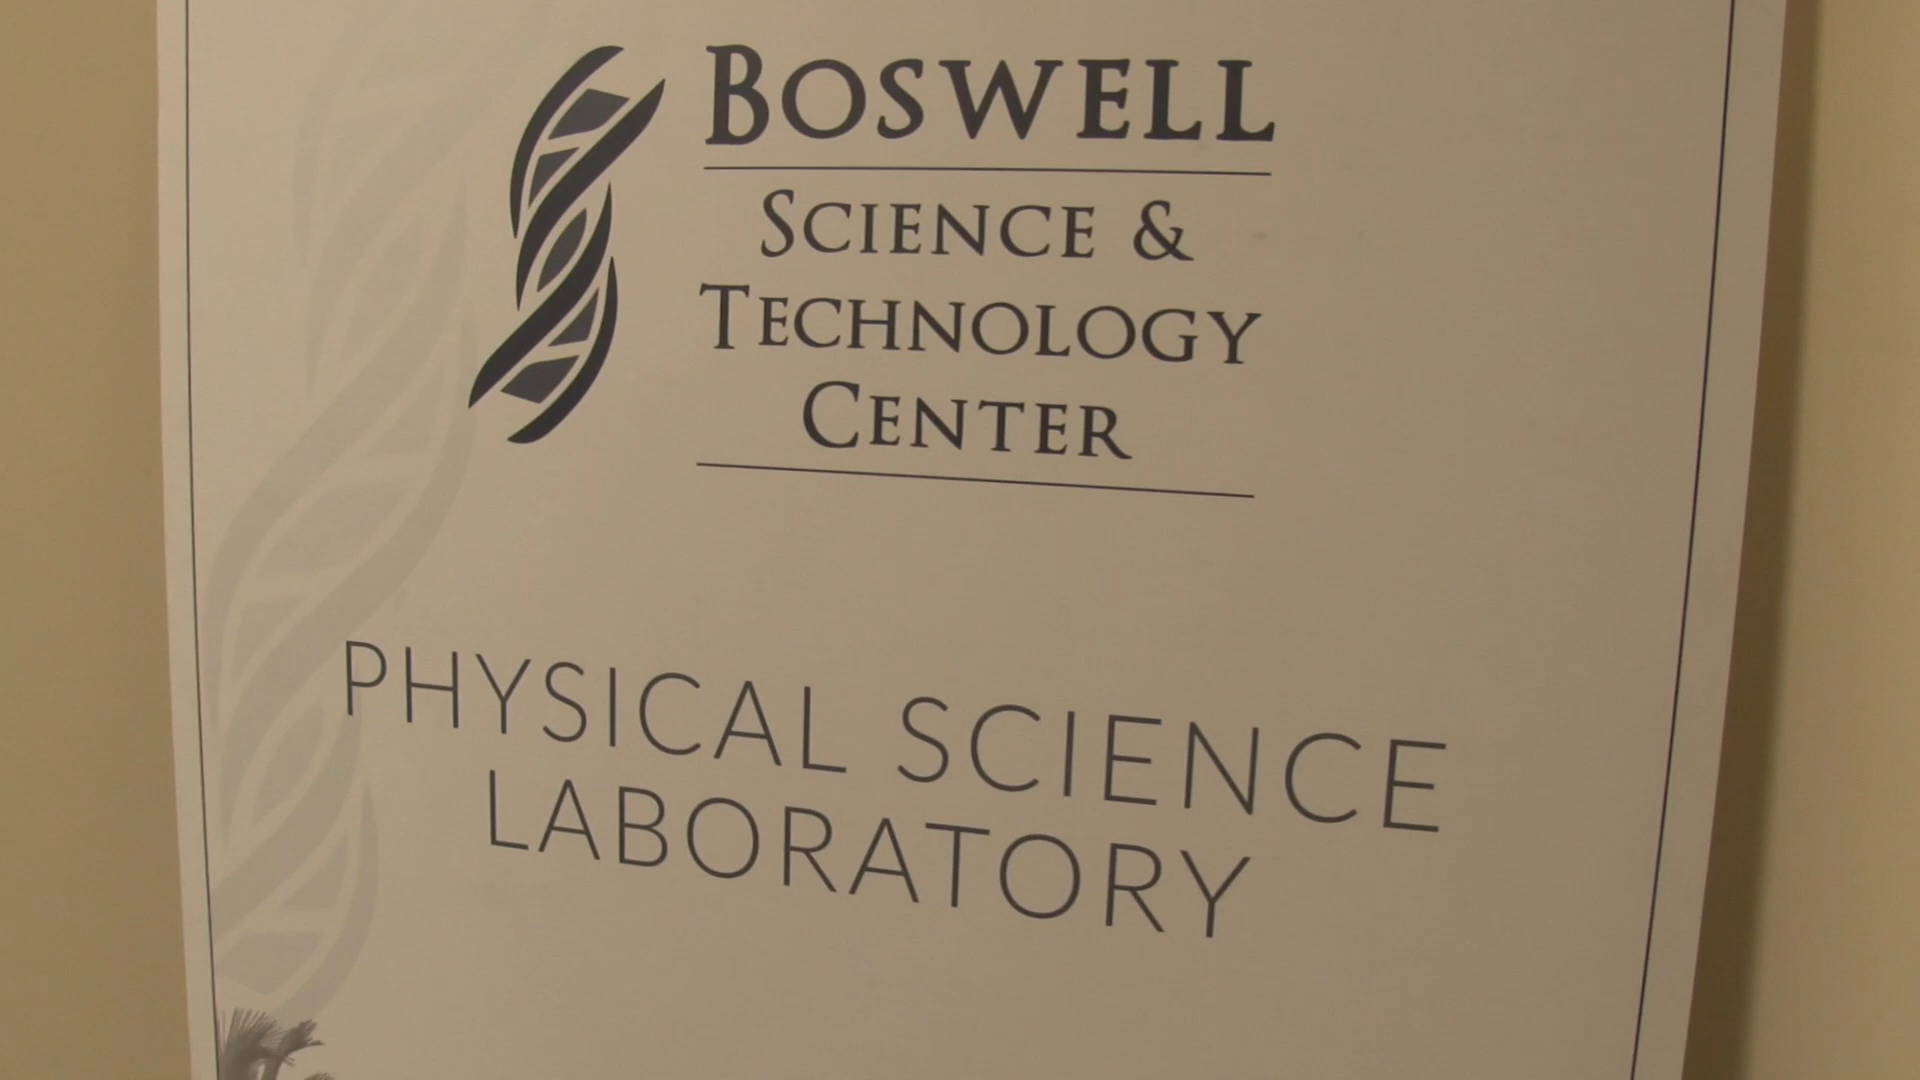 BOSWELL
SCIENCE &
TECHNOLOGY
CENTER
PHYSICAL SCIENCE
LABORATORY